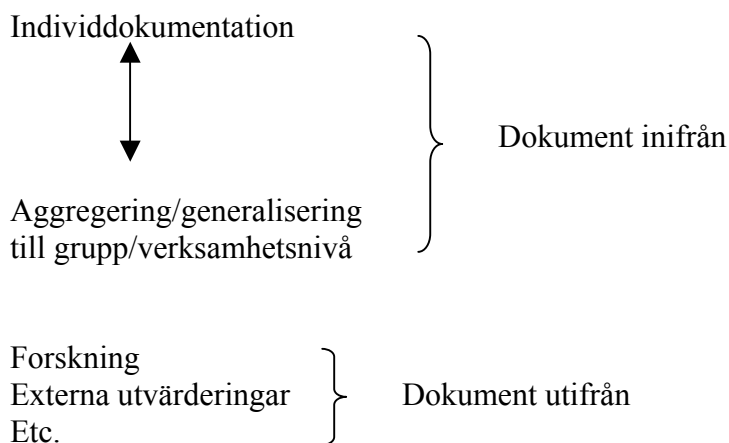 Individdokumentation
Dokument inifrån
Aggregering/generalisering
till grupp/verksamhetsnivå
Forskning
Externa utvärderingar
Etc.
Dokument utifrån